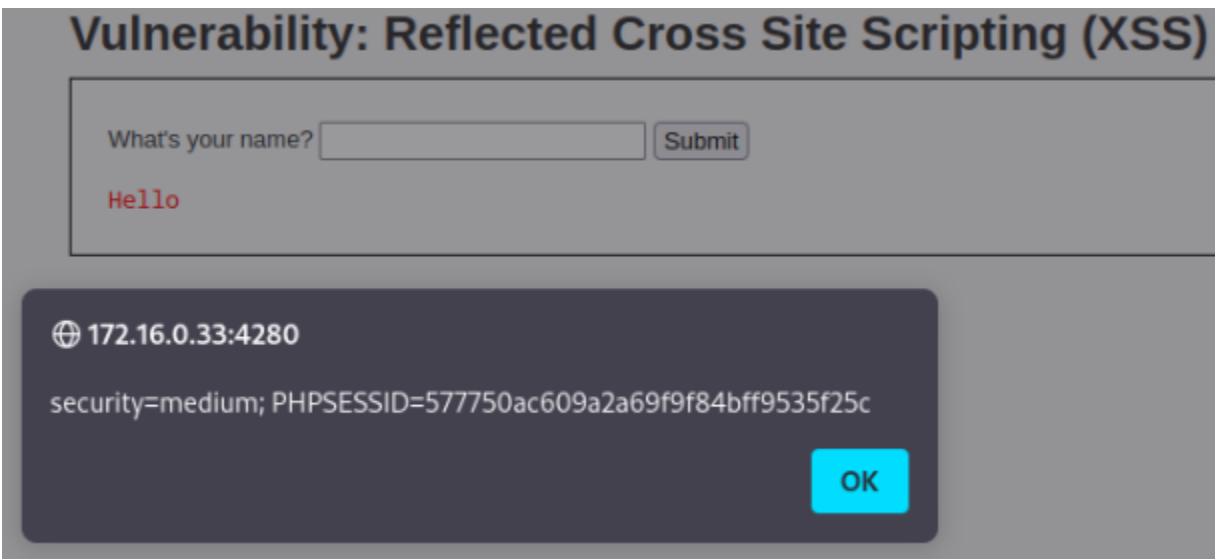 Vulnerability: Reflected Cross Site Scripting (XSS)
What's your name? Submit
Hello
172.16.0.33:4280
security=medium; PHPSESSID=577750ac609a2a69f9f84bff9535f25c
OK